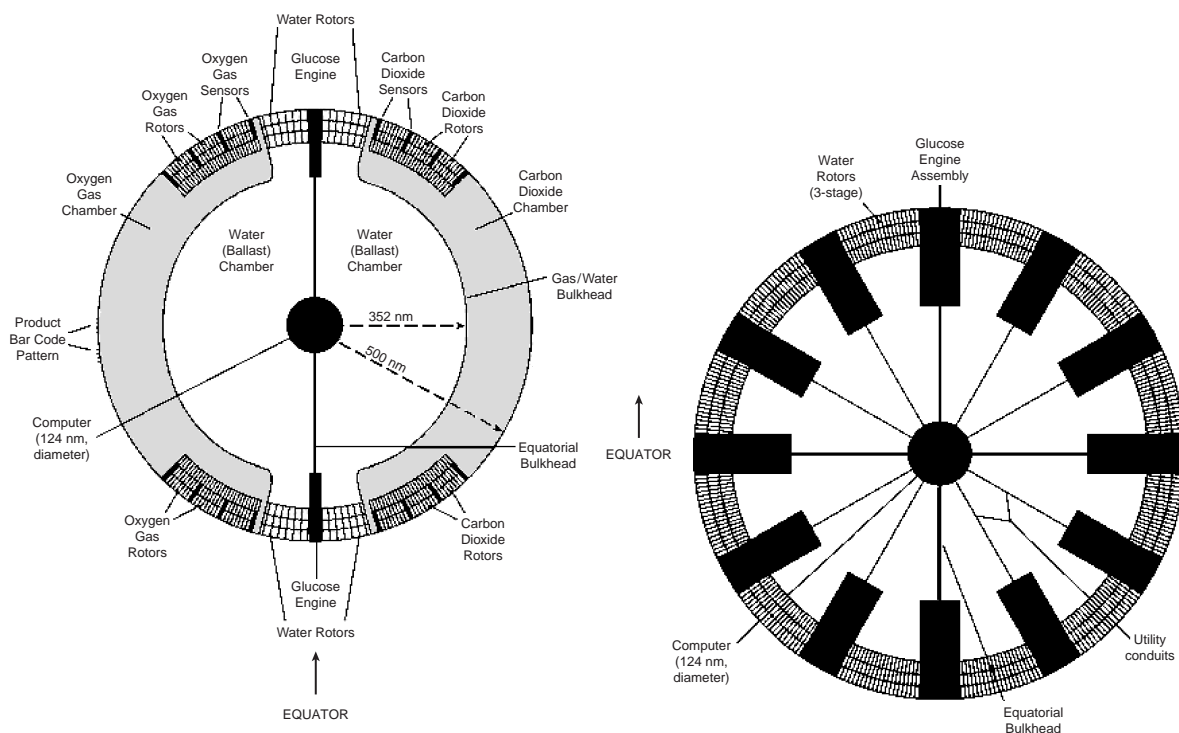 Water Rotors
Oxygen
Gas
Sensors
Glucose
Engine
Carbon
Dioxide
Sensors
Oxygen
Gas
Rotors
Carbon
Dioxide
Rotors
Oxygen
Gas
Chamber
Carbon
Dioxide
Chamber
Water
(Ballast)
Chamber
Water
(Ballast)
Chamber
Gas/Water
Bulkhead
352 nm
500 nm
Product
Bar Code
Pattern
Computer
(124 nm,
diameter)
Equatorial
Bulkhead
Oxygen
Gas
Rotors
Carbon
Dioxide
Rotors
Glucose
Engine
Water Rotors
EQUATOR
Water
Rotors
(3-stage)
Glucose
Engine
Assembly
EQUATOR
Computer
(124 nm,
diameter)
Utility
conduits
Equatorial
Bulkhead